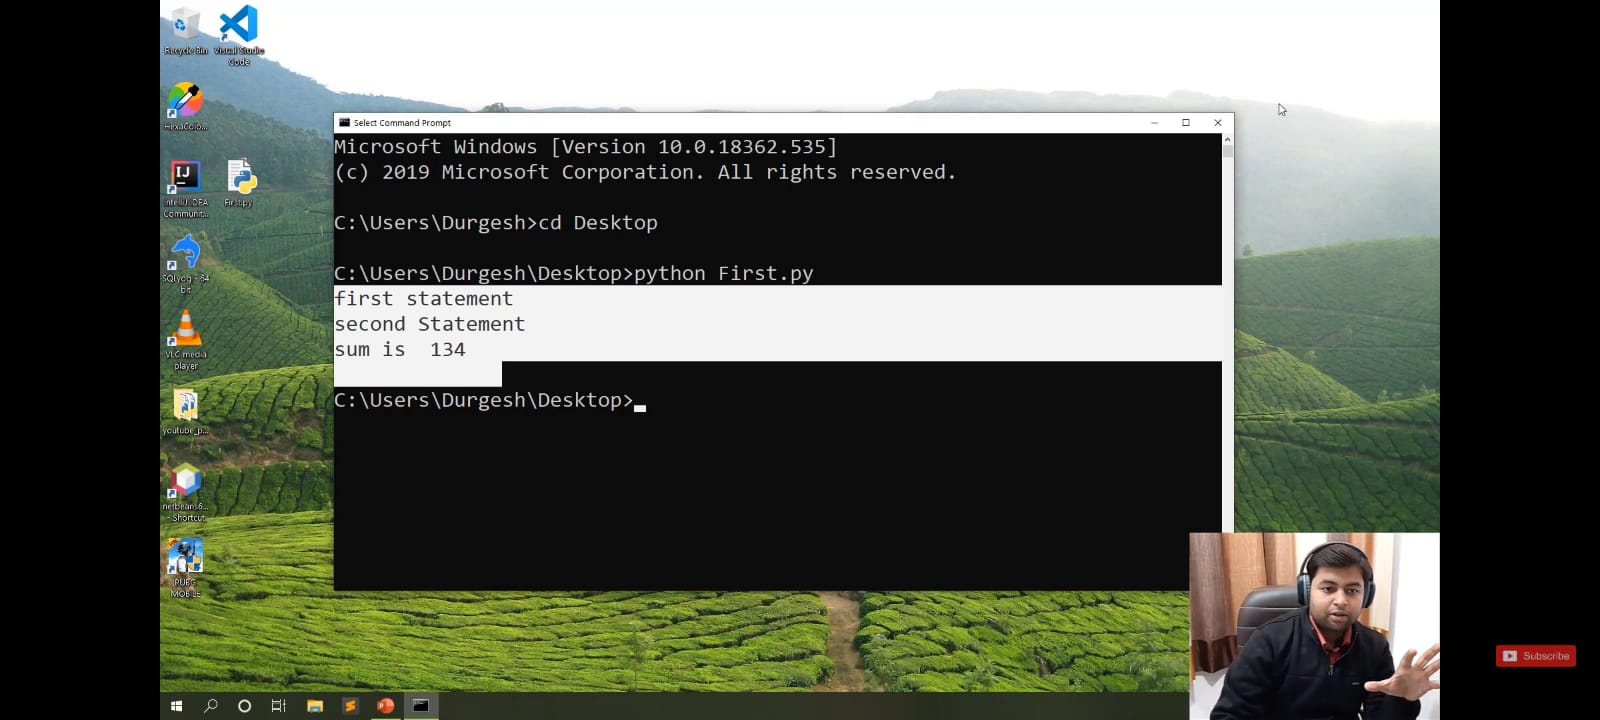 Recycle Bin
Visual Studio
Code
HexaColo...
IntelliJ IDEA
Communit...
First.py
SQLyog - 64
bit
VLC media
player
youtube_p...
netbeans6...
- Shortcut
PUBG
MOBILE
Select Command Prompt
Microsoft Windows [Version 10.0.18362.535]
(c) 2019 Microsoft Corporation. All rights reserved.
C:\Users\Durgesh>cd Desktop
C:\Users\Durgesh\Desktop>python First.py
first statement
second Statement
sum is  134
C:\Users\Durgesh\Desktop>
Subscribe